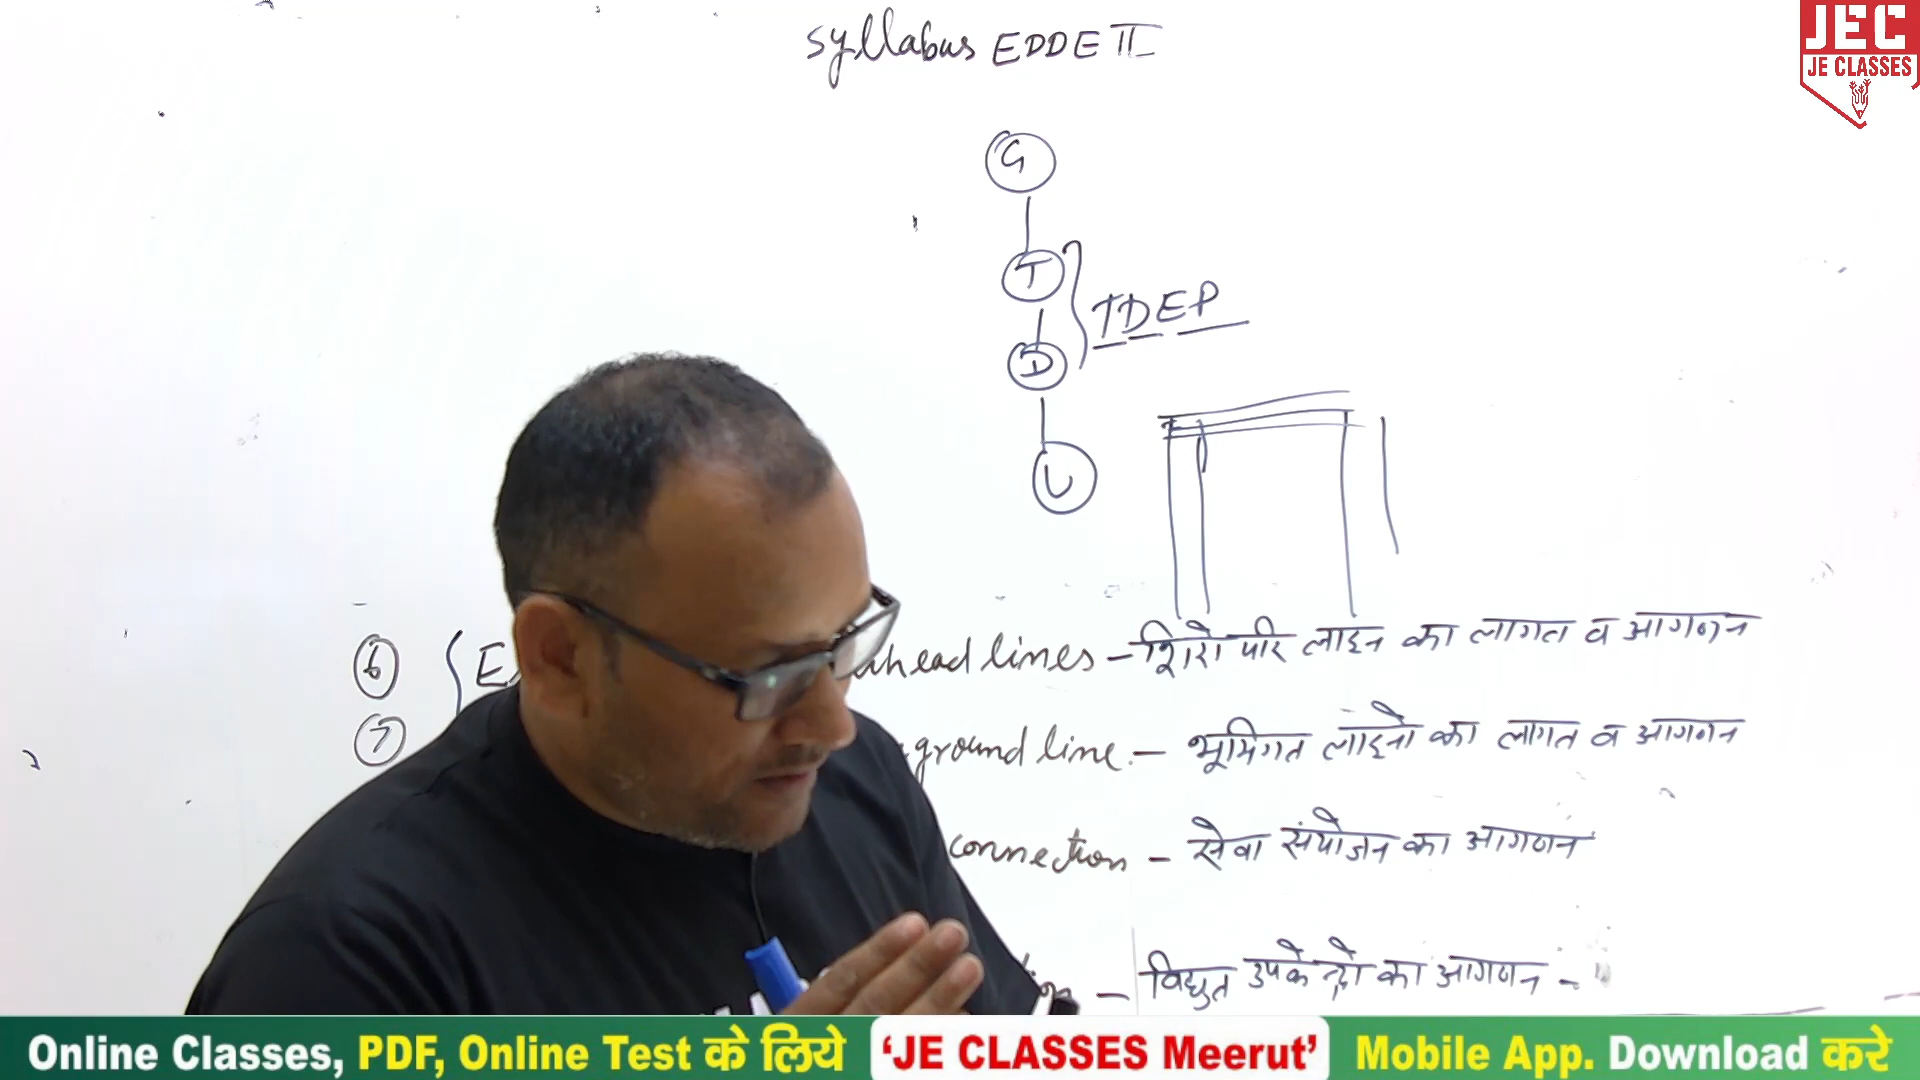 JEC
JE CLASSES
syllabus EDDE II
G
T
D
TDEP
U
6 lines – शिरोपरि लाइन का लागत व आगणन
7 ground line. – भूमिगत लाइनों का लागत व आगणन
connection – सेवा संयोजन का आगणन
– विद्युत उपकेन्द्रो का आगणन –
Online Classes, PDF, Online Test के लिये 'JE CLASSES Meerut' Mobile App. Download करे